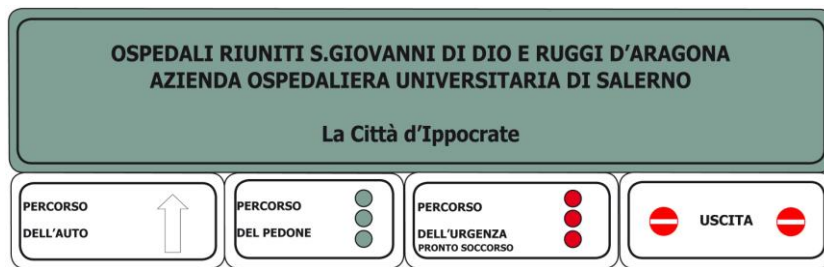 OSPEDALI RIUNITI S.GIOVANNI DI DIO E RUGGI D'ARAGONA
AZIENDA OSPEDALIERA UNIVERSITARIA DI SALERNO
La Città d'Ippocrate
PERCORSO
DELL'AUTO
PERCORSO
DEL PEDONE
PERCORSO
DELL'URGENZA
PRONTO SOCCORSO
USCITA